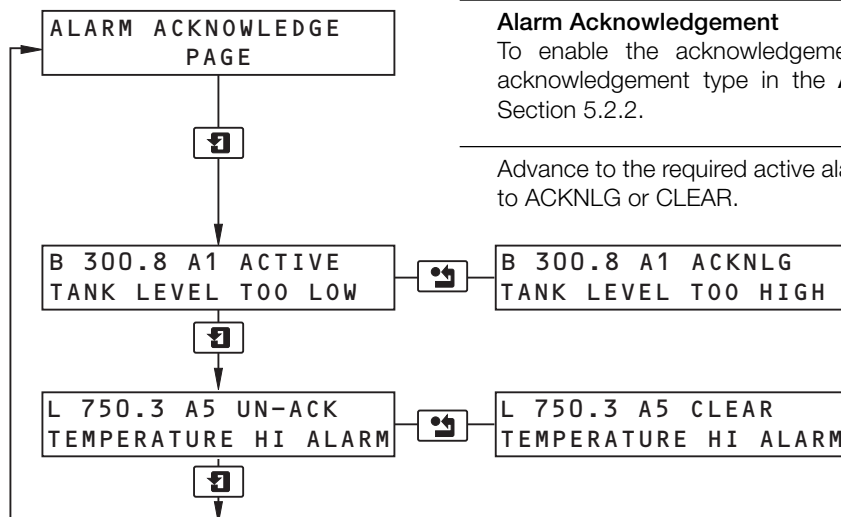 ALARM ACKNOWLEDGE
PAGE
Alarm Acknowledgement
To enable the
acknowledgement type in the
Section 5.2.2.
Advance to the required active
to ACKNLG or CLEAR.
B 300.8 A1 ACTIVE
TANK LEVEL TOO LOW
B 300.8 A1 ACKNLG
TANK LEVEL TOO HIGH
L 750.3 A5 UN-ACK
TEMPERATURE HI ALARM
L 750.3 A5 CLEAR
TEMPERATURE HI ALARM